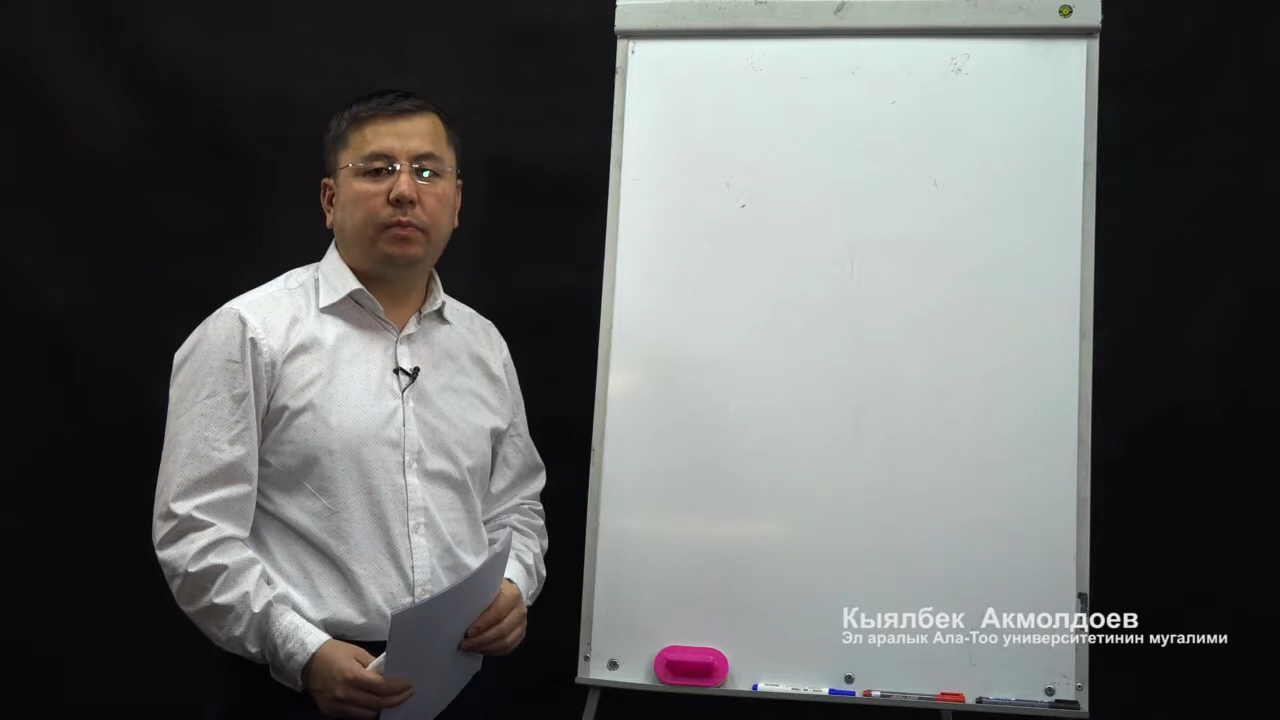 Кыялбек Акмолдоев
Эл аралык Ала-Тоо университетинин мугалими